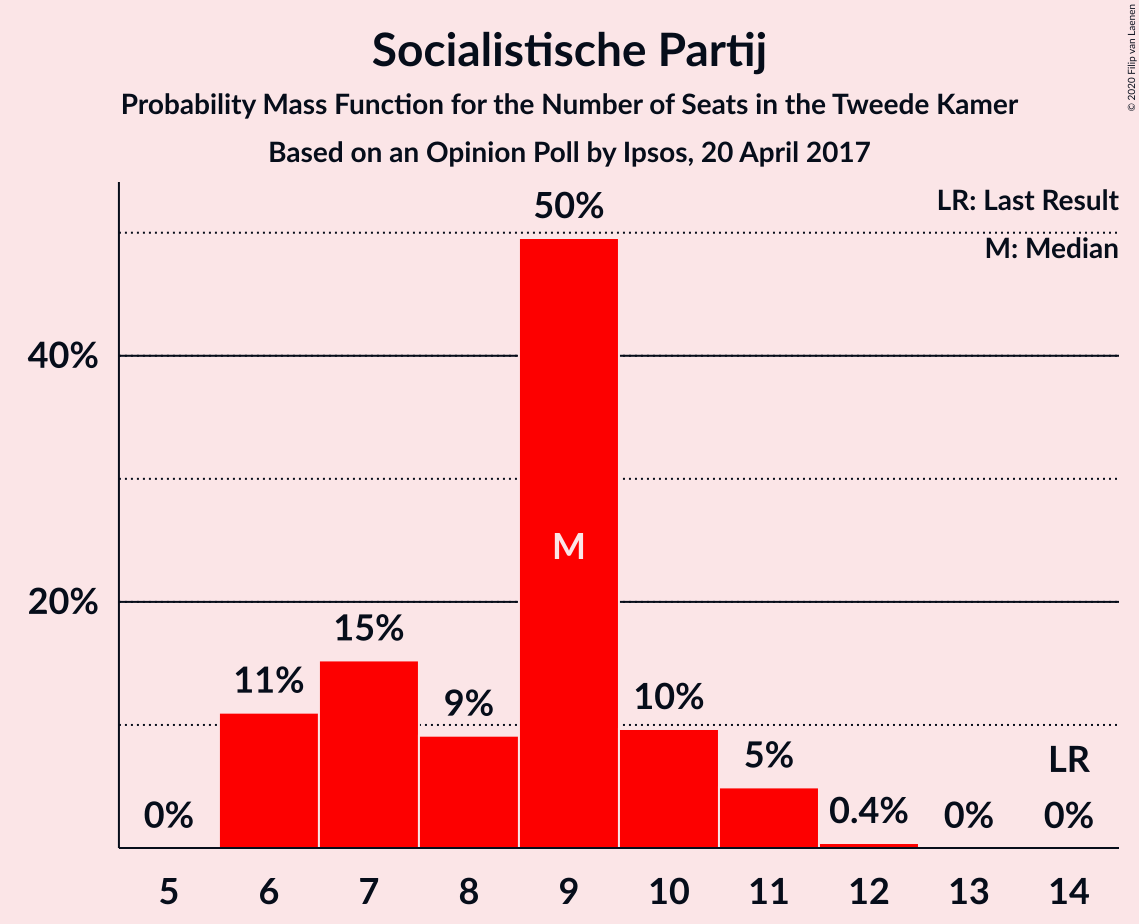 Socialistische Partij
Probability Mass Function for the Number of Seats in the Tweede Kamer
Based on an Opinion Poll by Ipsos, 20 April 2017
© 2020 Filip van Laenen
LR: Last Result
M: Median
50%
40%
M
20%
15%
11%
9%
10%
5%
LR
0%
0.4%
0%
0%
5 6 7 8 9 10 11 12 13 14